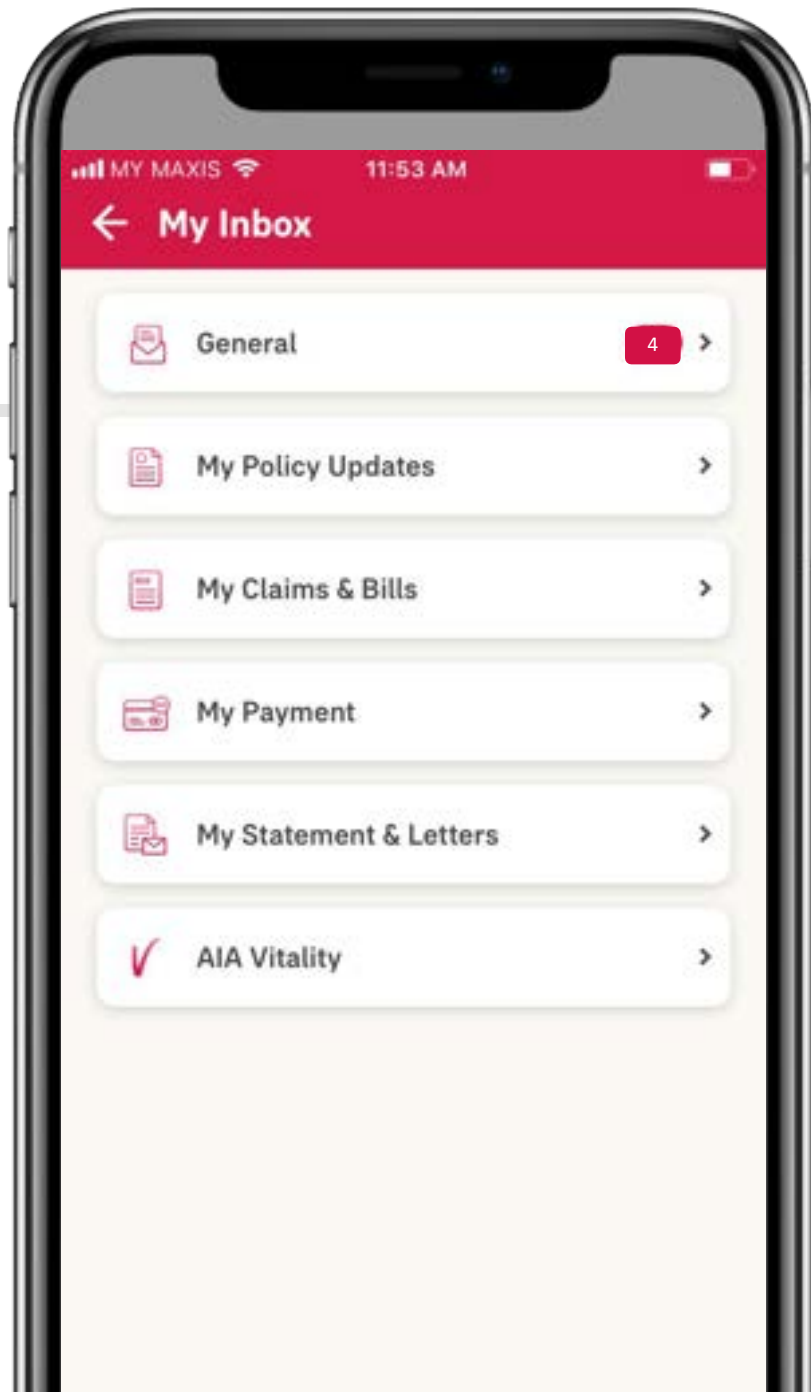 MY MAXIS 11:53 AM
My Inbox
General 4
My Policy Updates
My Claims & Bills
My Payment
My Statement & Letters
AIA Vitality